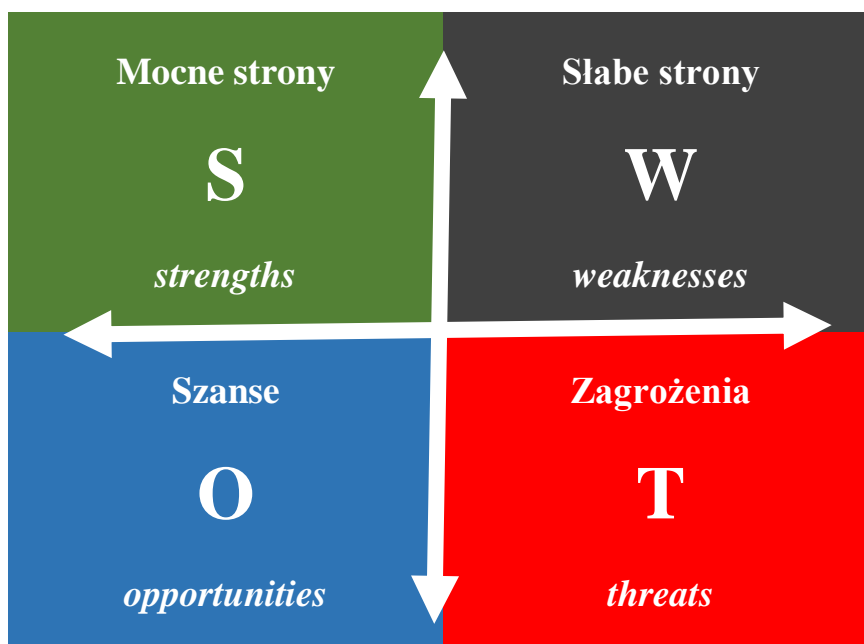 Mocne strony
S
strengths
Słabe strony
W
weaknesses
Szanse
O
opportunities
Zagrożenia
T
threats